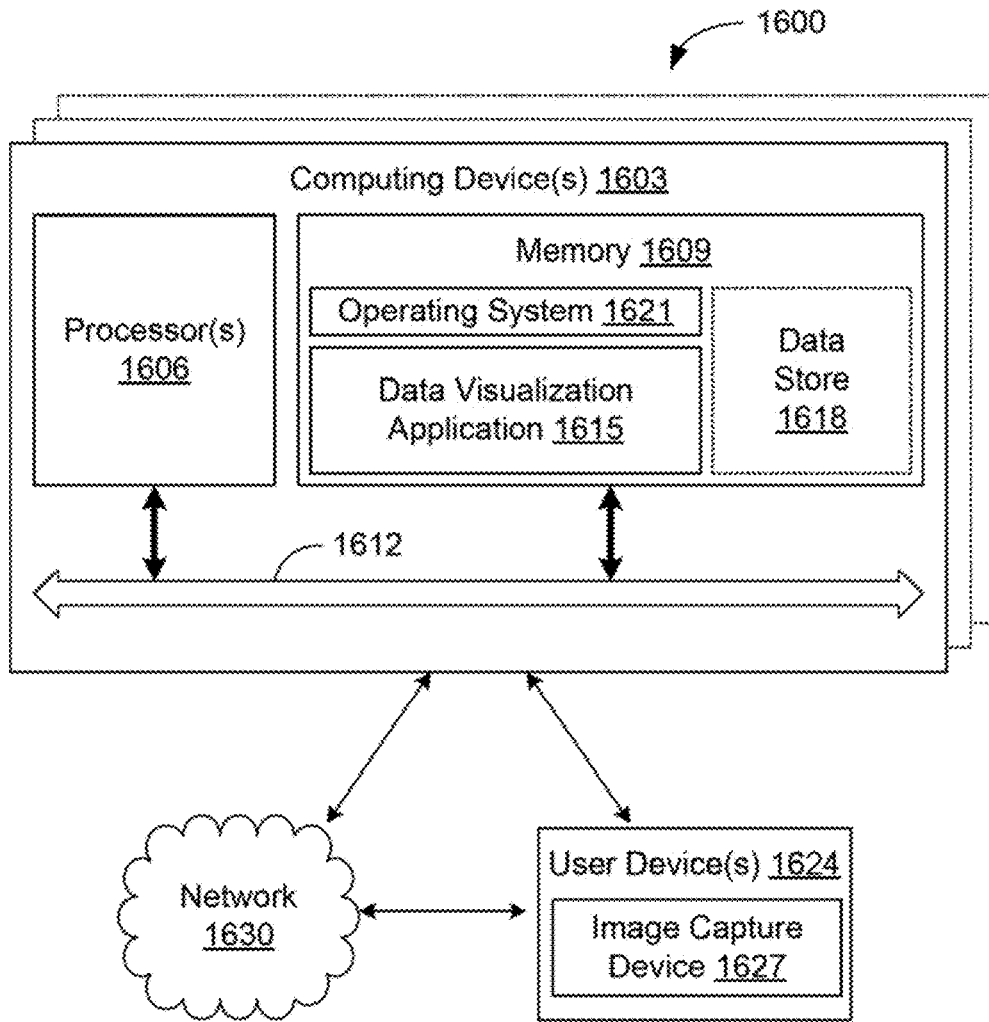 1600
Computing Device(s) 1603
Processor(s)
1606
Memory 1609
Operating System 1621
Data Visualization
Application 1615
Data
Store
1618
1612
Network
1630
User Device(s) 1624
Image Capture
Device 1627